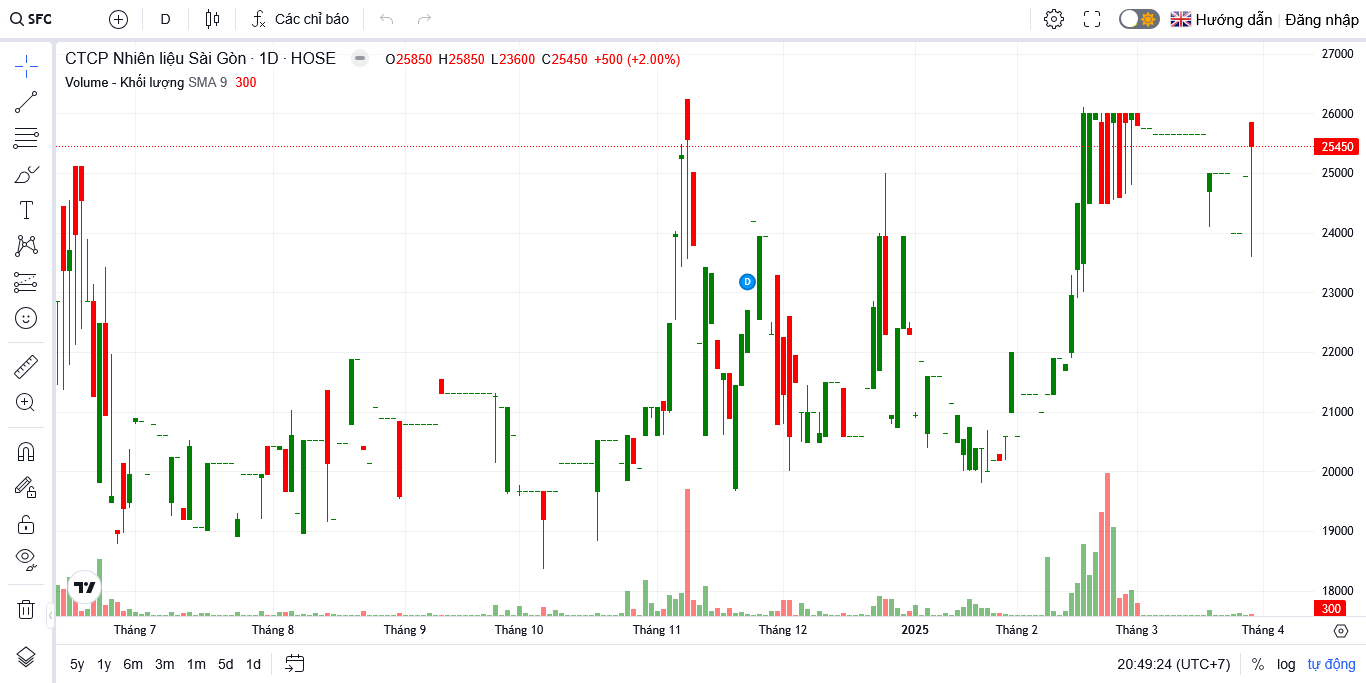 SFC D Các chỉ báo Hướng dẫn Đăng nhập
CTCP Nhiên liệu Sài Gòn · 1D · HOSE O25850 H25850 L23600 C25450 +500 (+2.00%)
Volume - Khối lượng SMA 9 300
27000
26000
25450
25000
24000
D
23000
22000
21000
20000
19000
18000
300
Tháng 7 Tháng 8 Tháng 9 Tháng 10 Tháng 11 Tháng 12 2025 Tháng 2 Tháng 3 Tháng 4
5y 1y 6m 3m 1m 5d 1d 20:49:24 (UTC+7) % log tự động